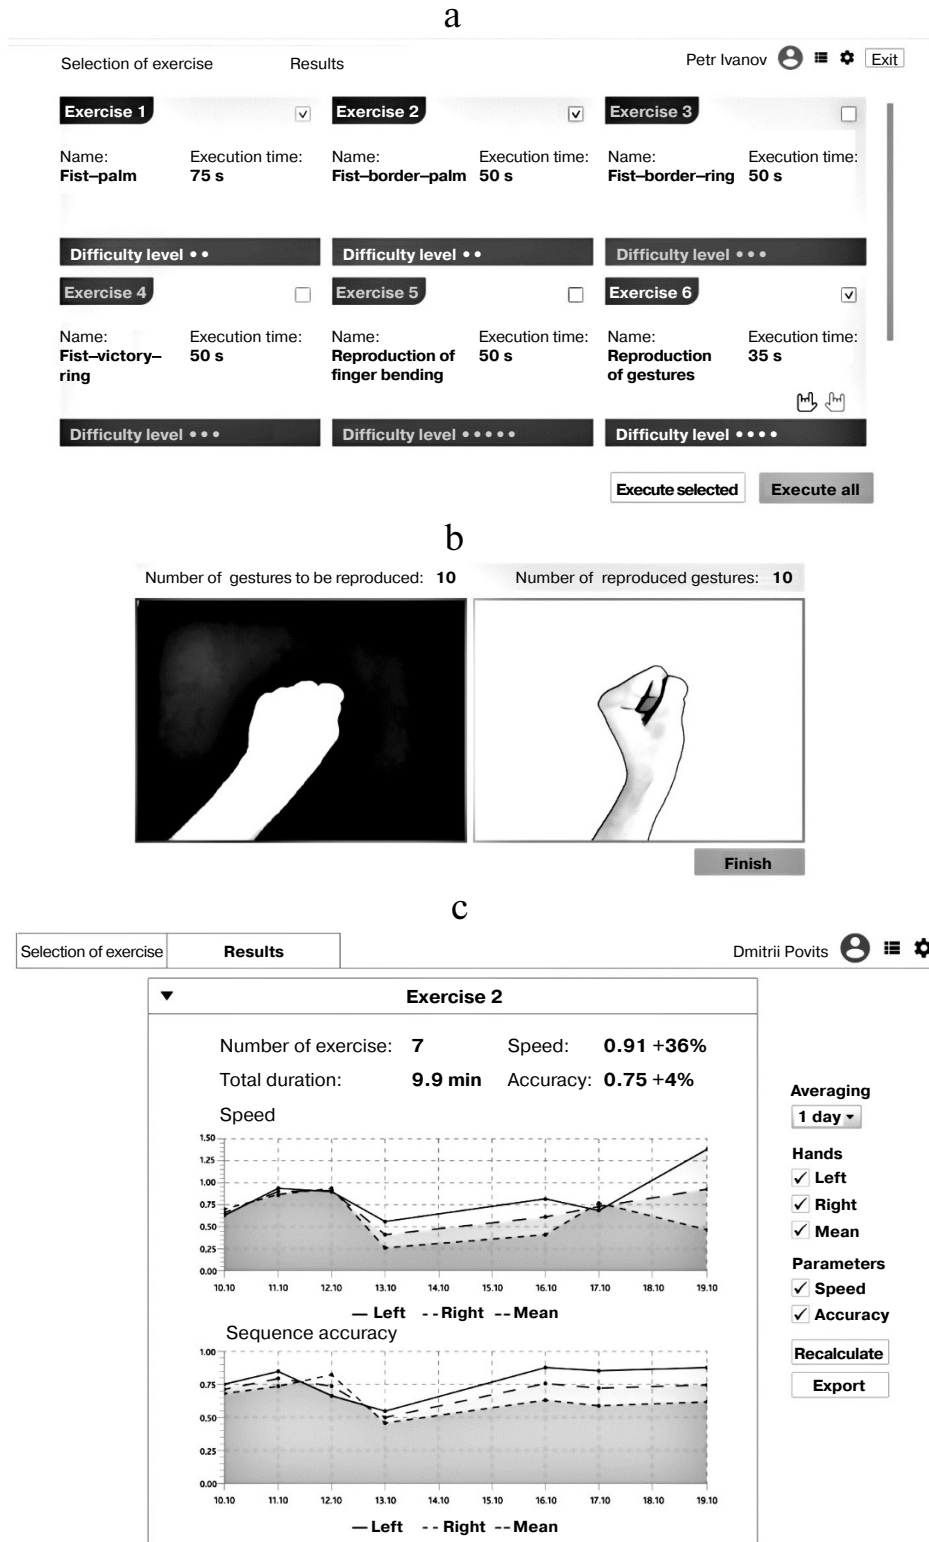 a
Selection of exercise Results Petr Ivanov Exit
Exercise 1 Exercise 2 Exercise 3
Name: Execution time: Name: Execution time: Name: Execution time:
Fist–palm 75 s Fist–border–palm 50 s Fist–border–ring 50 s
Difficulty level •• Difficulty level •• Difficulty level •••
Exercise 4 Exercise 5 Exercise 6
Name: Execution time: Name: Execution time: Name: Execution time:
Fist–victory– 50 s Reproduction of 50 s Reproduction 35 s
ring finger bending of gestures
Difficulty level ••• Difficulty level ••••• Difficulty level ••••
Execute selected Execute all
b
Number of gestures to be reproduced: 10 Number of reproduced gestures: 10
Finish
c
Selection of exercise Results Dmitrii Povits
Exercise 2
Number of exercise: 7 Speed: 0.91 +36%
Total duration: 9.9 min Accuracy: 0.75 +4%
Speed
1.50
1.25
1.00
0.75
0.50
0.25
0.00
10.10 11.10 12.10 13.10 14.10 15.10 16.10 17.10 18.10 19.10
— Left - - Right -- Mean
Sequence accuracy
1.00
0.75
0.50
0.25
0.00
10.10 11.10 12.10 13.10 14.10 15.10 16.10 17.10 18.10 19.10
— Left - - Right -- Mean
Averaging
1 day
Hands
Left
Right
Mean
Parameters
Speed
Accuracy
Recalculate
Export